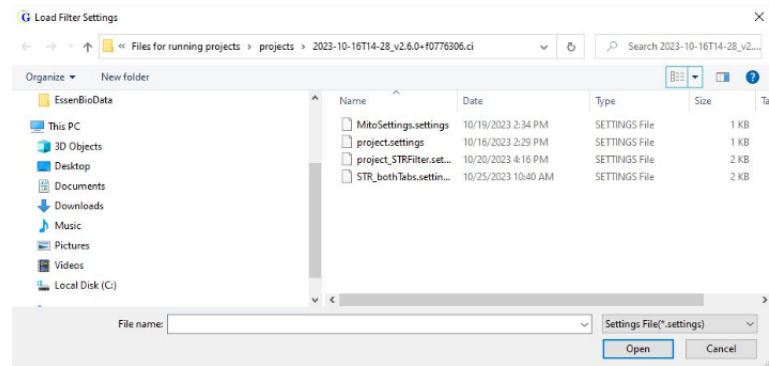 G Load Filter Settings
« Files for running projects › projects › 2023-10-16T14-28_v2.6.0+f0776306.ci
Search 2023-10-16T14-28_v2....
Organize
New folder
EssenBioData
This PC
3D Objects
Desktop
Documents
Downloads
Music
Pictures
Videos
Local Disk (C:)
Name Date Type Size Ta
MitoSettings.settings 10/19/2023 2:34 PM SETTINGS File 1 KB
project.settings 10/16/2023 2:29 PM SETTINGS File 1 KB
project_STRFilter.set... 10/20/2023 4:16 PM SETTINGS File 2 KB
STR_bothTabs.settin... 10/25/2023 10:40 AM SETTINGS File 2 KB
File name:
Settings File(*.settings)
Open Cancel